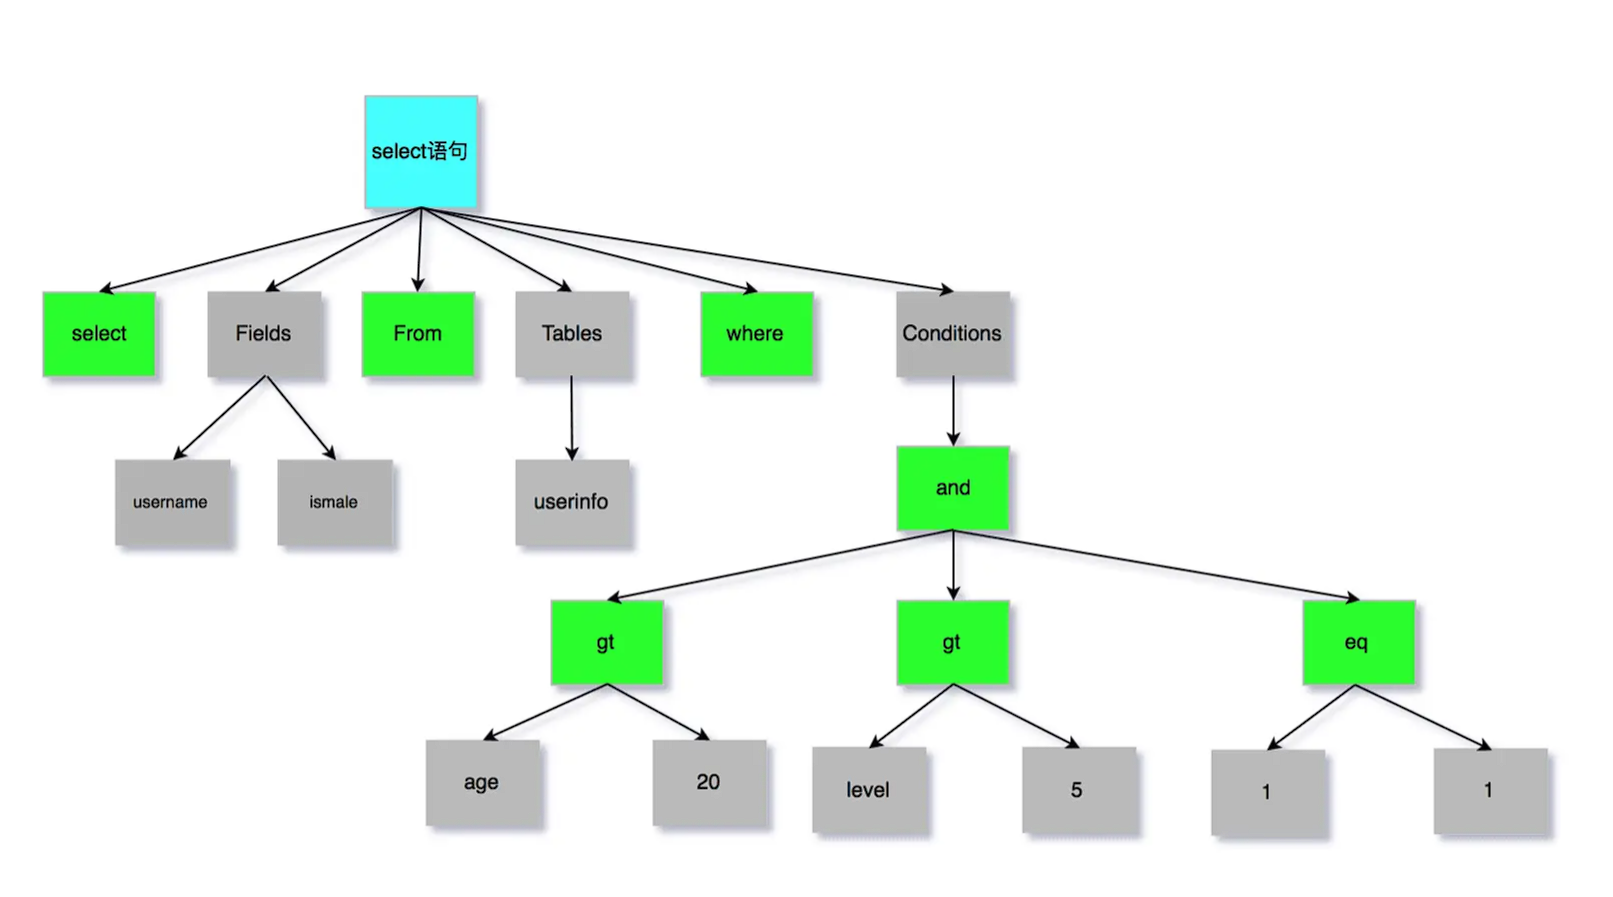 select语句
select
Fields
From
Tables
where
Conditions
username
ismale
userinfo
and
gt
gt
eq
age
20
level
5
1
1